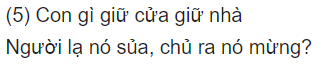 (5) Con gì giữ cửa giữ nhà
Người lạ nó sủa, chủ ra nó mừng?